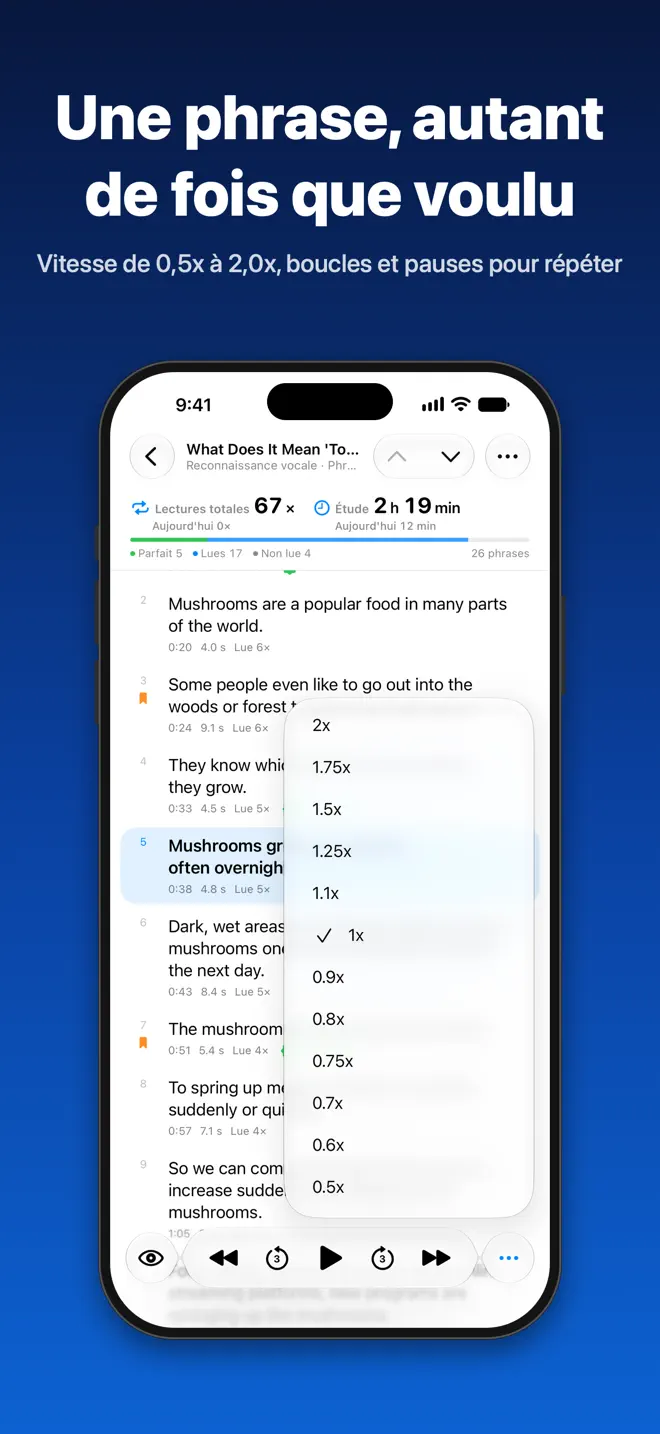 Une phrase, autant
de fois que voulu
Vitesse de 0,5x à 2,0x, boucles et pauses pour répéter
9:41
What Does It Mean 'To...
Reconnaissance vocale · Phr...
Lectures totales 67 × Étude 2 h 19 min
Aujourd'hui 0× Aujourd'hui 12 min
Parfait 5 Lues 17 Non lue 4 26 phrases
2
Mushrooms are a popular food in many parts
of the world.
0:20 4.0 s Lue 6×
3
Some people even like to go out into the
woods or forest
0:24 9.1 s Lue 6×
4
They know
they grow.
0:33 4.5 s Lue 5×
5
Mushrooms
often
0:38 4.8 s Lue 5×
6
Dark, wet areas
mushrooms
the next day.
0:43 8.4 s Lue 5×
7
The
0:51 5.4 s Lue 4×
8
To spring up
suddenly or
0:57 7.1 s Lue 4×
9
So we can
increase
mushrooms.
1:05
2x
1.75x
1.5x
1.25x
1.1x
1x
0.9x
0.8x
0.75x
0.7x
0.6x
0.5x
3 3